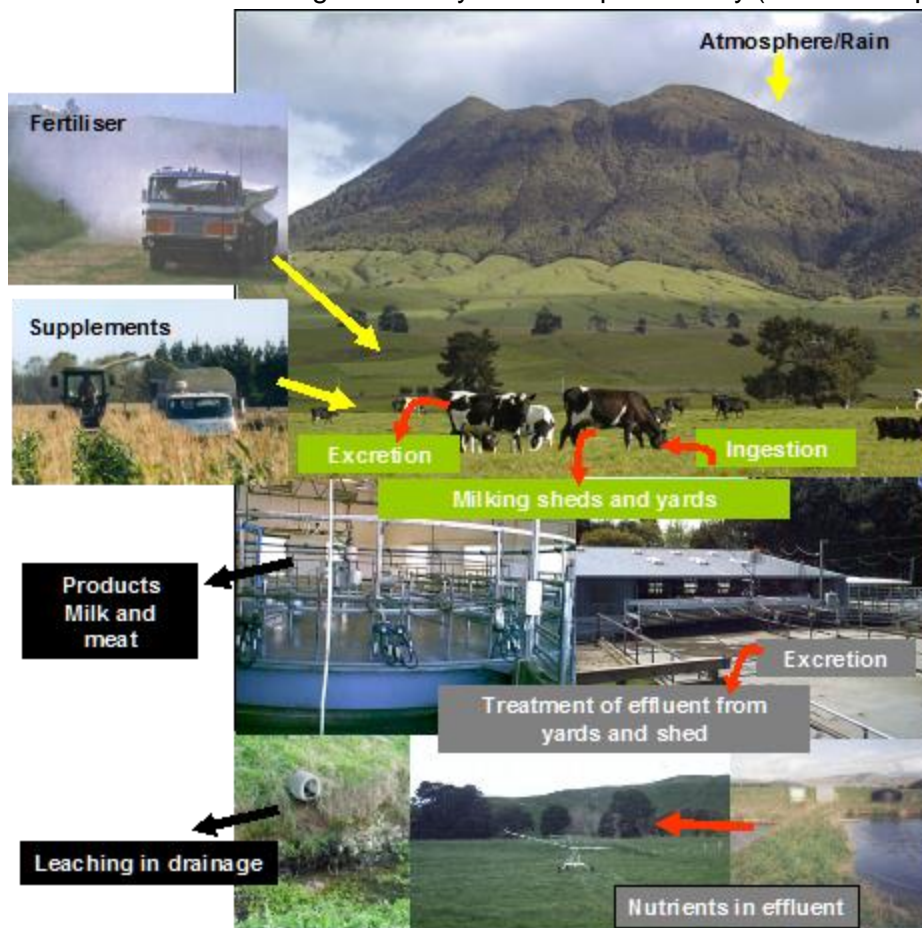 Atmosphere/Rain
Fertiliser
Supplements
Excretion
Ingestion
Milking sheds and yards
Products
Milk and
meat
Excretion
Treatment of effluent from
yards and shed
Leaching in drainage
Nutrients in effluent